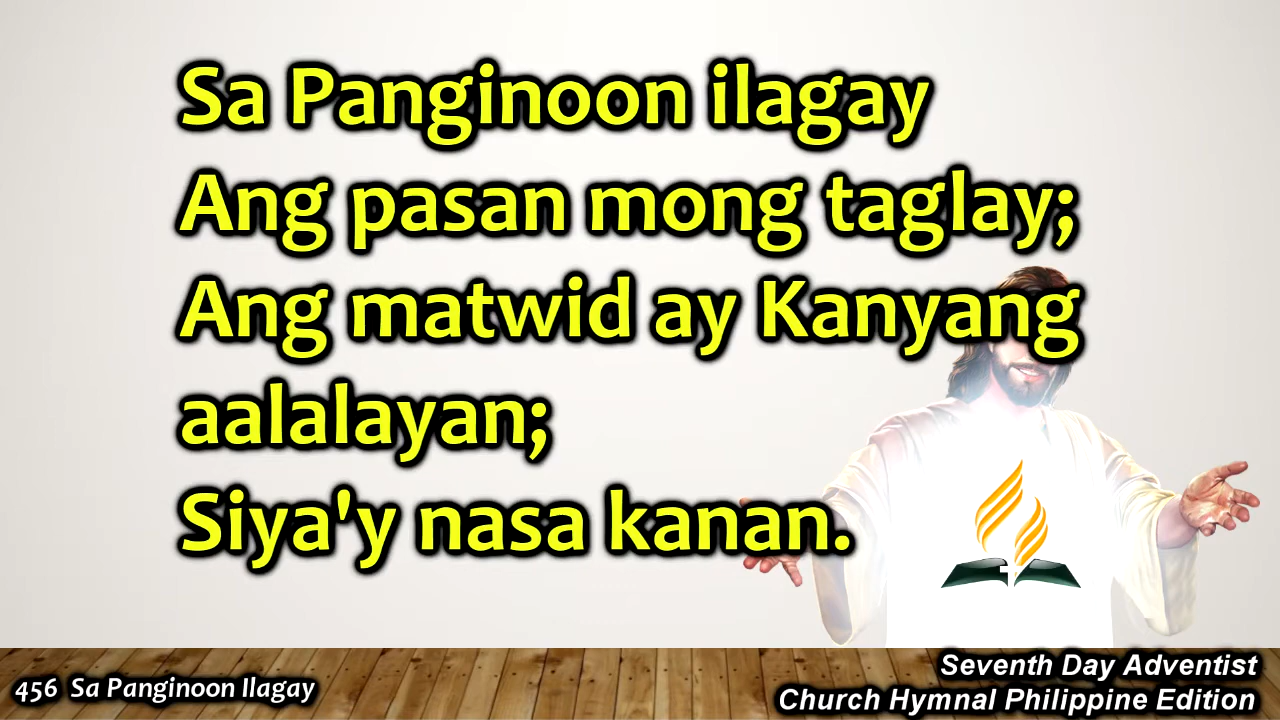 Sa Panginoon ilagay
Ang pasan mong taglay;
Ang matwid ay Kanyang
aalalayan;
Siya'y nasa kanan.
456 Sa Panginoon Ilagay
Seventh Day Adventist
Church Hymnal Philippine Edition